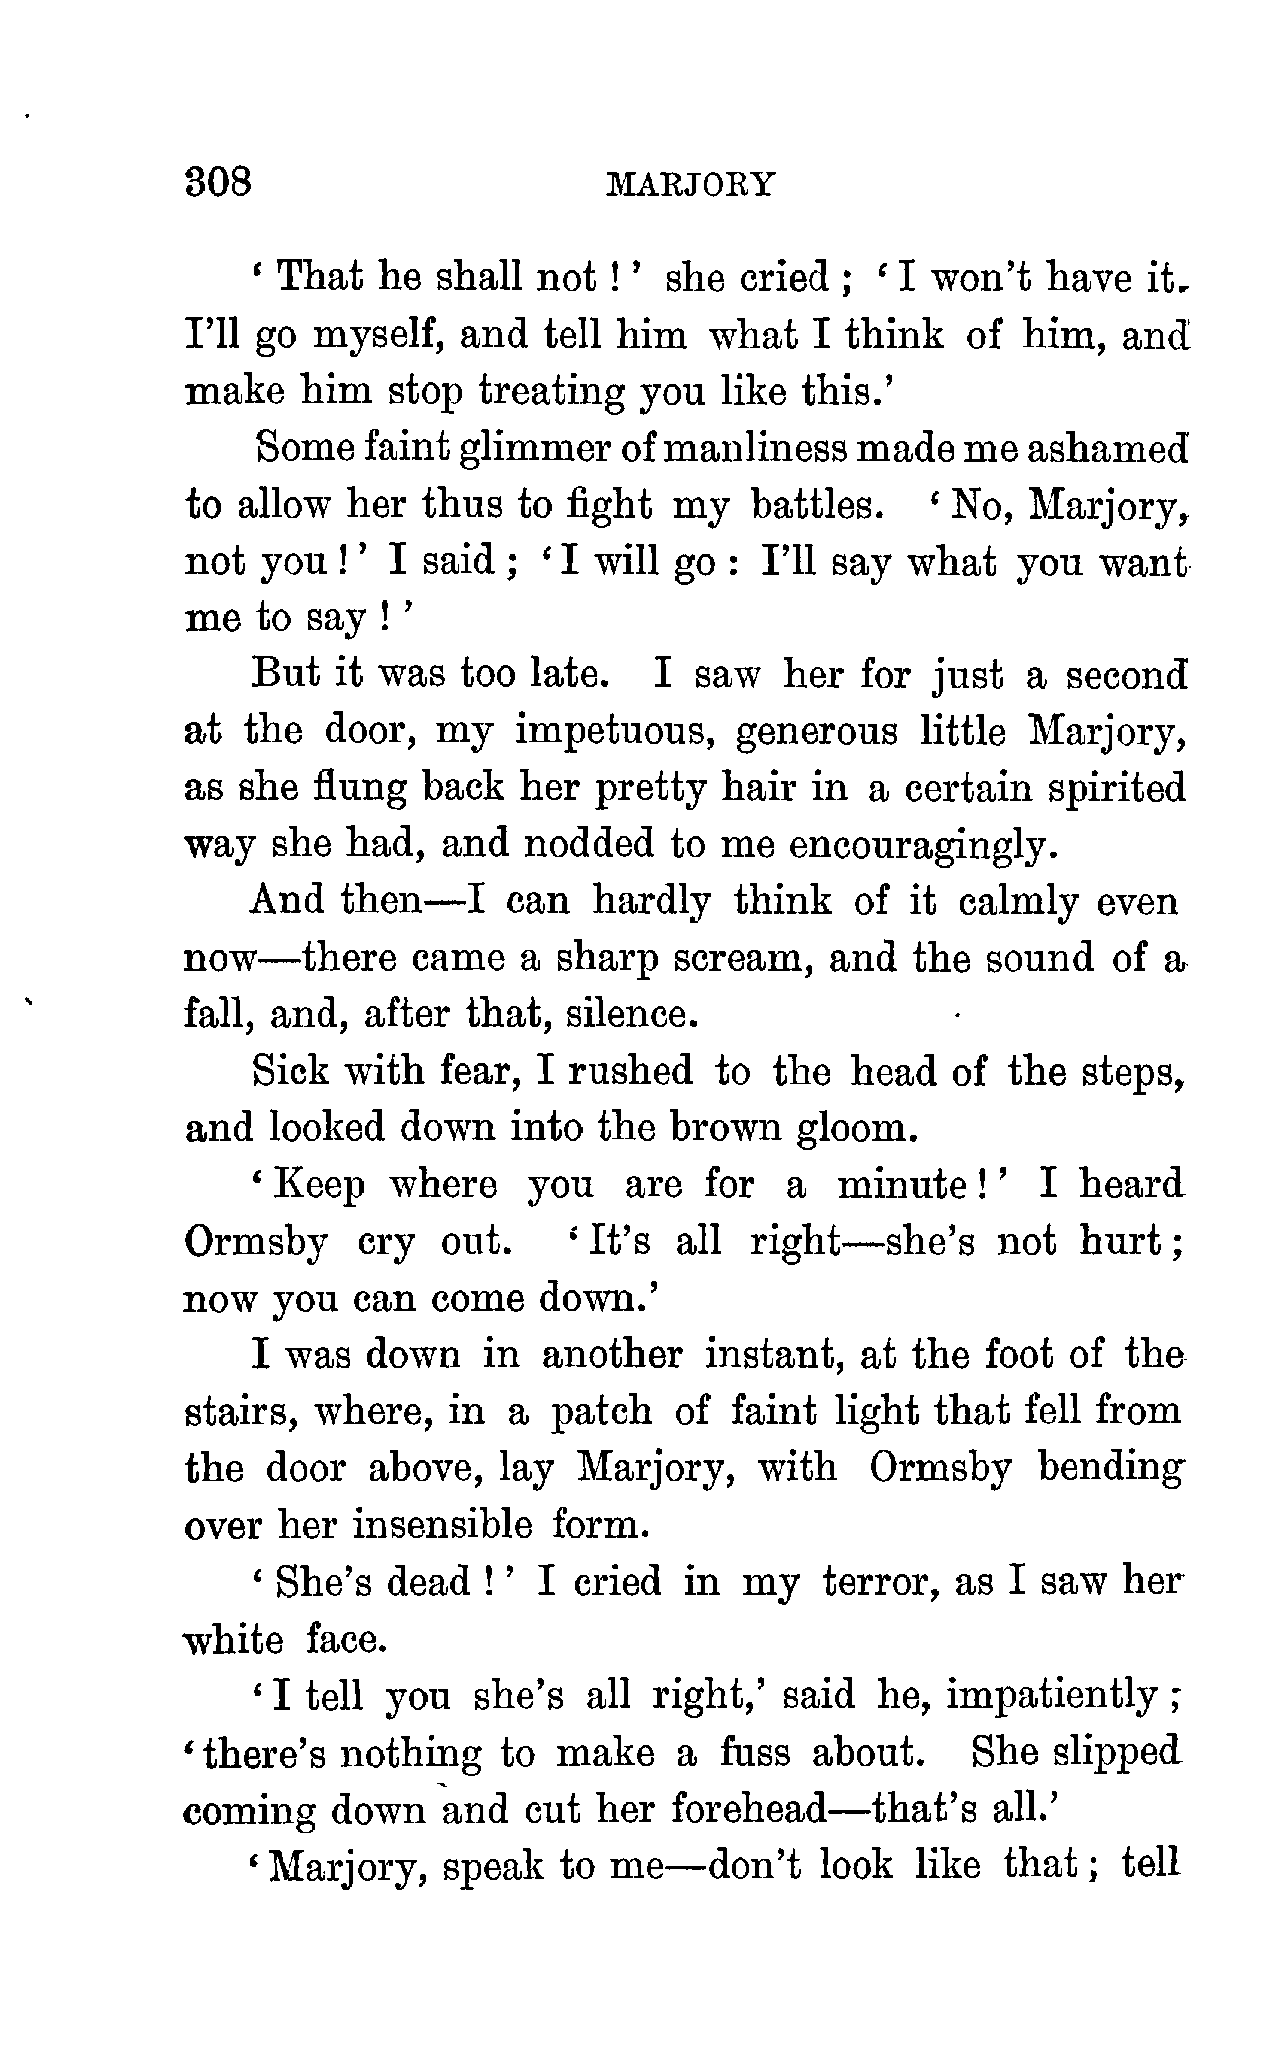 308 MARJORY
‘ That he shall not ! ’ she cried ; ‘ I won’t have it.
I’ll go myself, and tell him what I think of him, and
make him stop treating you like this.’
Some faint glimmer of manliness made me ashamed
to allow her thus to fight my battles. ‘ No, Marjory,
not you ! ’ I said ; ‘ I will go : I’ll say what you want
me to say ! ’
But it was too late. I saw her for just a second
at the door, my impetuous, generous little Marjory,
as she flung back her pretty hair in a certain spirited
way she had, and nodded to me encouragingly.
And then—I can hardly think of it calmly even
now—there came a sharp scream, and the sound of a
fall, and, after that, silence.
Sick with fear, I rushed to the head of the steps,
and looked down into the brown gloom.
‘ Keep where you are for a minute ! ’ I heard
Ormsby cry out. ‘ It’s all right—she’s not hurt ;
now you can come down.’
I was down in another instant, at the foot of the
stairs, where, in a patch of faint light that fell from
the door above, lay Marjory, with Ormsby bending
over her insensible form.
‘ She’s dead ! ’ I cried in my terror, as I saw her
white face.
‘ I tell you she’s all right,’ said he, impatiently ;
‘ there’s nothing to make a fuss about. She slipped
coming down and cut her forehead—that’s all.’
‘ Marjory, speak to me—don’t look like that ; tell